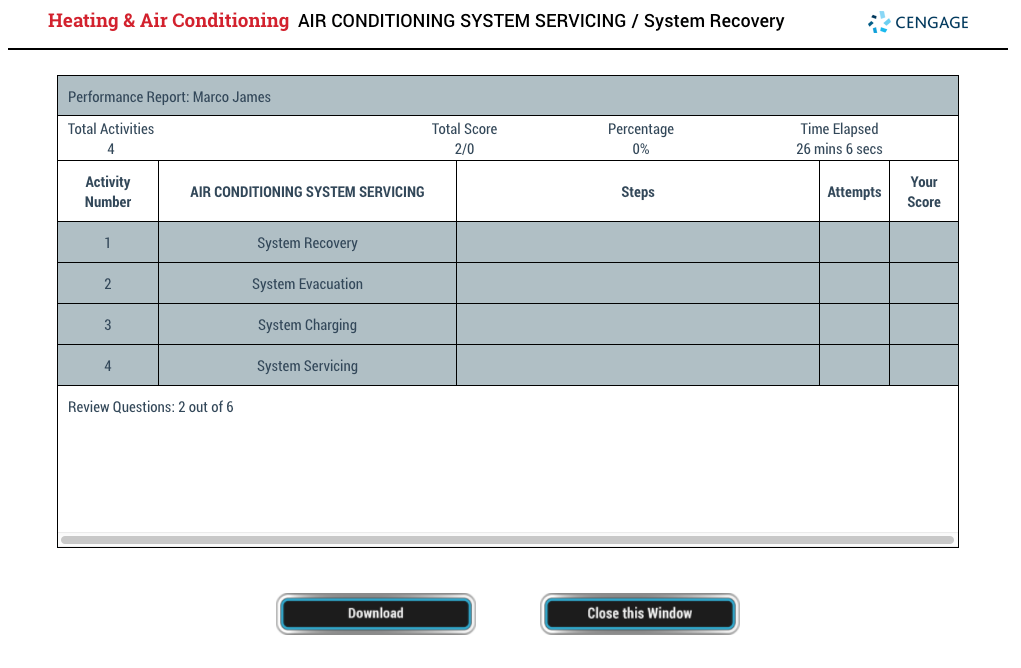 Heating & Air Conditioning AIR CONDITIONING SYSTEM SERVICING / System Recovery
CENGAGE
Performance Report: Marco James
Total Activities Total Score Percentage Time Elapsed
4 2/0 0% 26 mins 6 secs
Activity Number AIR CONDITIONING SYSTEM SERVICING Steps Attempts Your Score
1 System Recovery
2 System Evacuation
3 System Charging
4 System Servicing
Review Questions: 2 out of 6
Download Close this Window